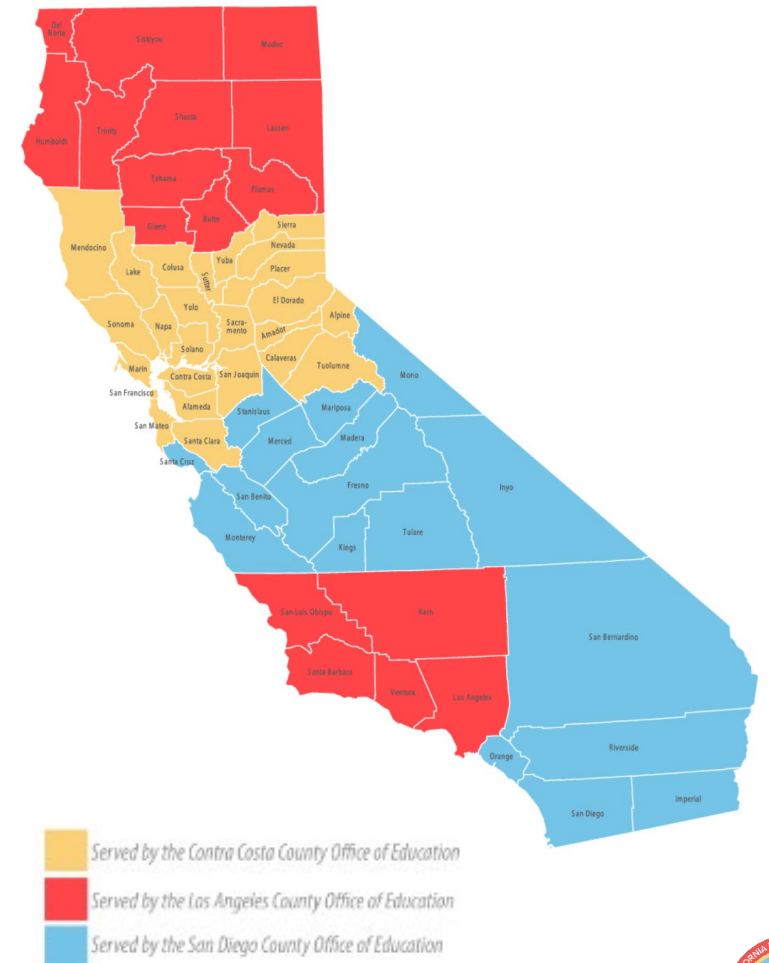 Del
Norte
Siskiyou
Modoc
Humboldt
Trinty
Shasta
Lassen
Tehama
Plumas
Glenn
Butte
Mendocino
Lake
Colusa
Sutter
Yuba
Sierra
Nevada
Placer
El Dorado
Alpine
Sonoma
Napa
Yolo
Sacra-
mento
Amador
Solano
Calaveras
Tuolumne
Marin
Contra Costa
San Joaquin
San Francisco
Alameda
San Mateo
Santa Clara
Santa Cruz
Stanislaus
Mono
Mariposa
Merced
Madera
San Benito
Fresno
Inyo
Monterey
Kings
Tulare
San Luis Obispo
Kern
San Bernardino
Santa Barbara
Ventura
Los Angeles
Orange
Riverside
San Diego
Imperial
Served by the Contra Costa County Office of Education
Served by the Los Angeles County Office of Education
Served by the San Diego County Office of Education